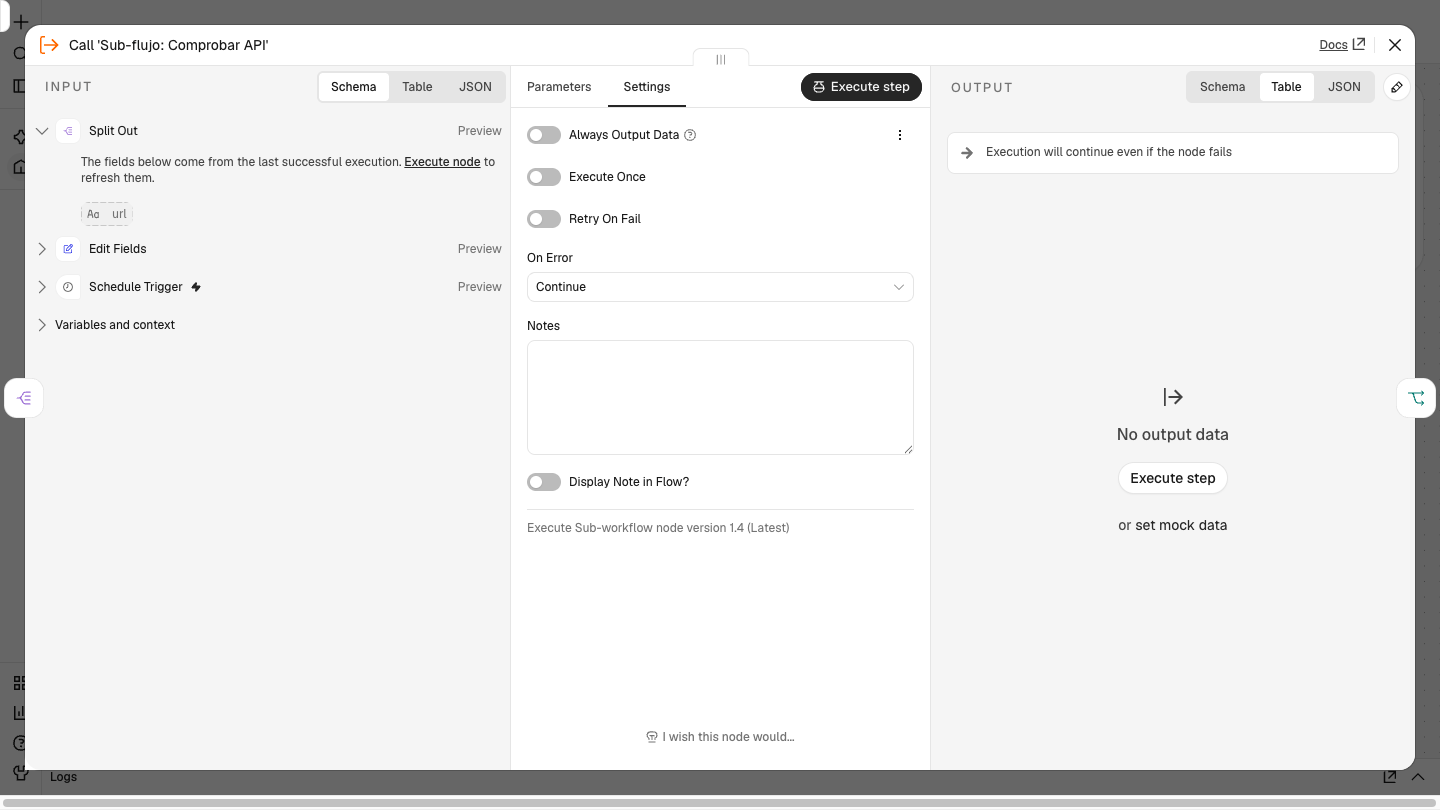 Call 'Sub-flujo: Comprobar API'
Docs
INPUT
Schema
Table
JSON
Split Out
Preview
The fields below come from the last successful execution. Execute node to
refresh them.
Aa url
Edit Fields
Preview
Schedule Trigger
Preview
Variables and context
Parameters
Settings
Execute step
Always Output Data
Execute Once
Retry On Fail
On Error
Continue
Notes
Display Note in Flow?
Execute Sub-workflow node version 1.4 (Latest)
I wish this node would...
OUTPUT
Schema
Table
JSON
Execution will continue even if the node fails
No output data
Execute step
or set mock data
Logs